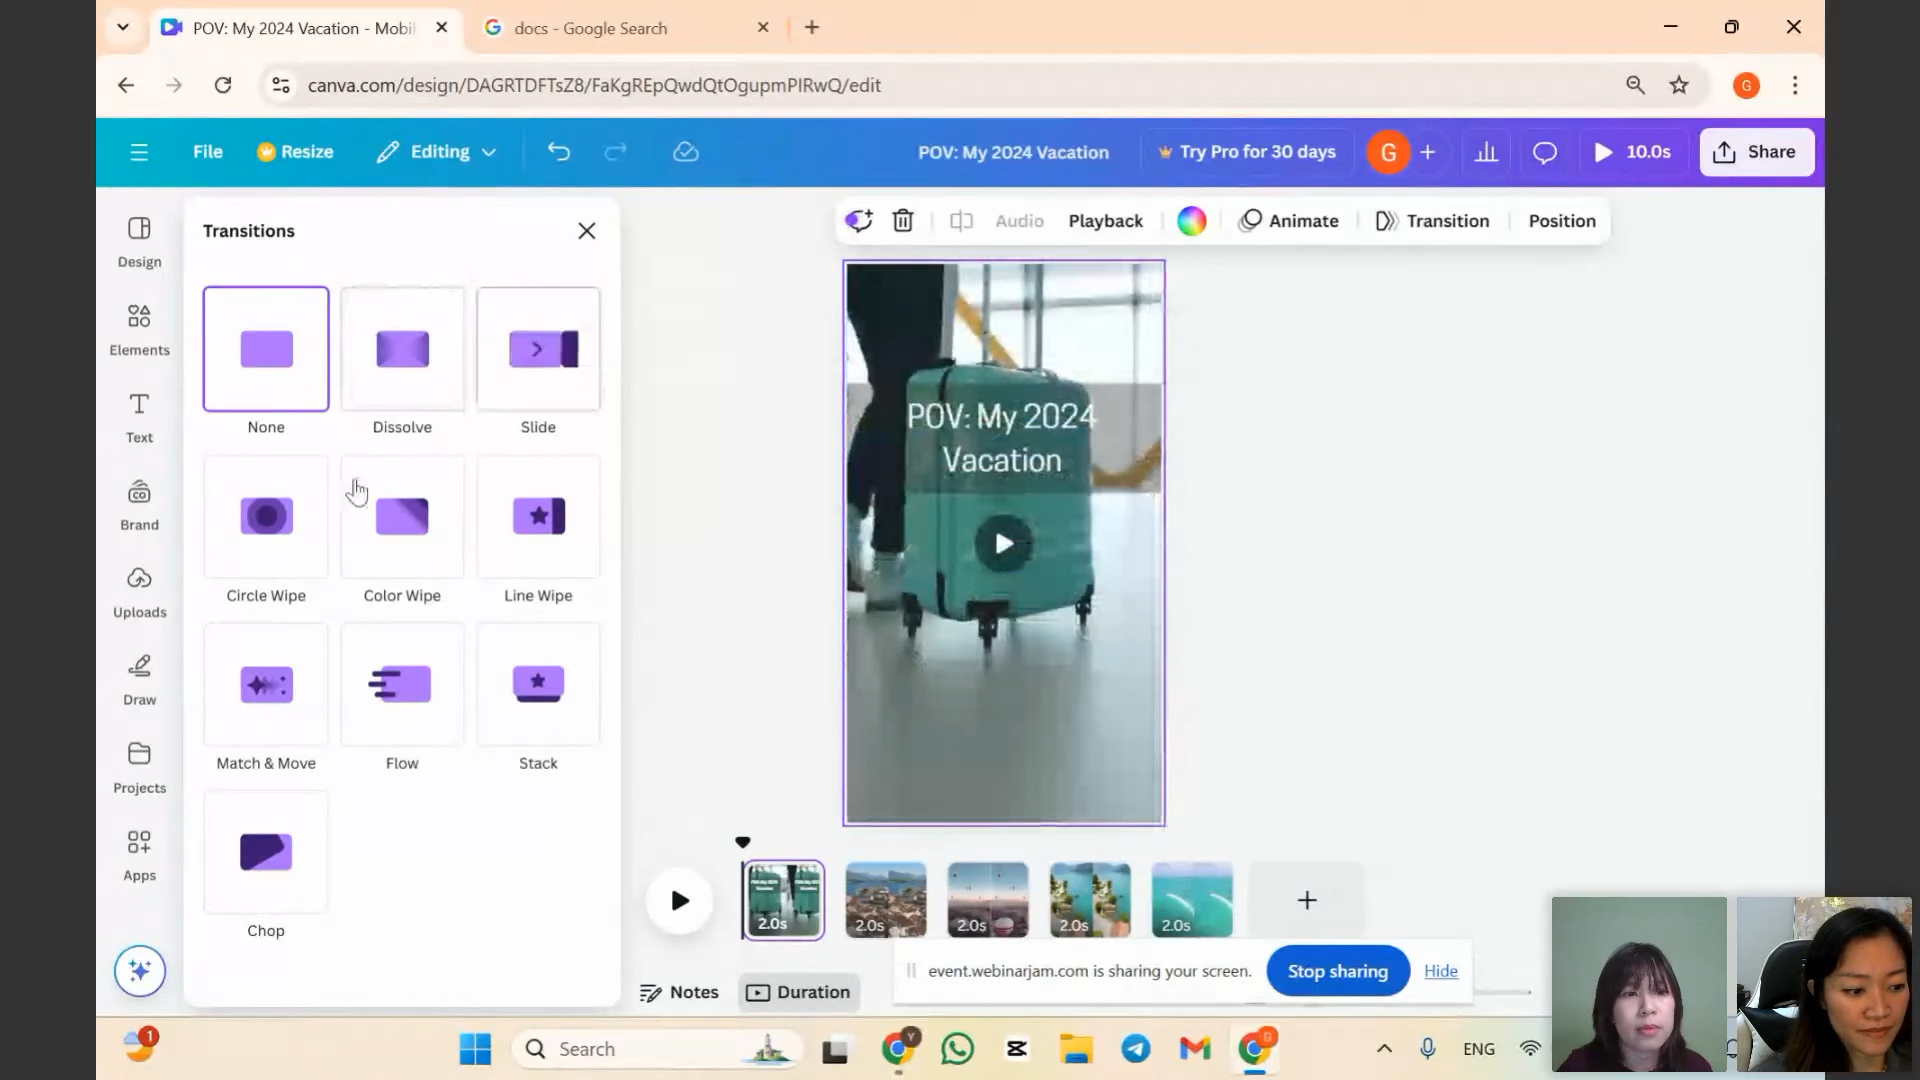 POV: My 2024 Vacation - Mobil
docs - Google Search
canva.com/design/DAGRTDFTsZ8/FaKgREpQwdQtOgupmPIRwQ/edit
G
File
Resize
Editing
POV: My 2024 Vacation
Try Pro for 30 days
G
10.0s
Share
Transitions
Audio
Playback
Animate
Transition
Position
Design
Elements
Text
Brand
Uploads
Draw
Projects
Apps
None
Dissolve
Slide
Circle Wipe
Color Wipe
Line Wipe
Match & Move
Flow
Stack
Chop
POV: My 2024
Vacation
2.0s
2.0s
2.0s
2.0s
2.0s
event.webinarjam.com is sharing your screen.
Stop sharing
Hide
Notes
Duration
1
Search
Y
G
ENG